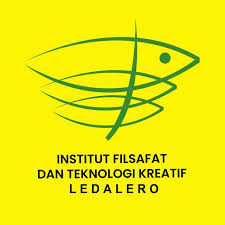 INSTITUT FILSAFAT
DAN TEKNOLOGI KREATIF
LEDALERO